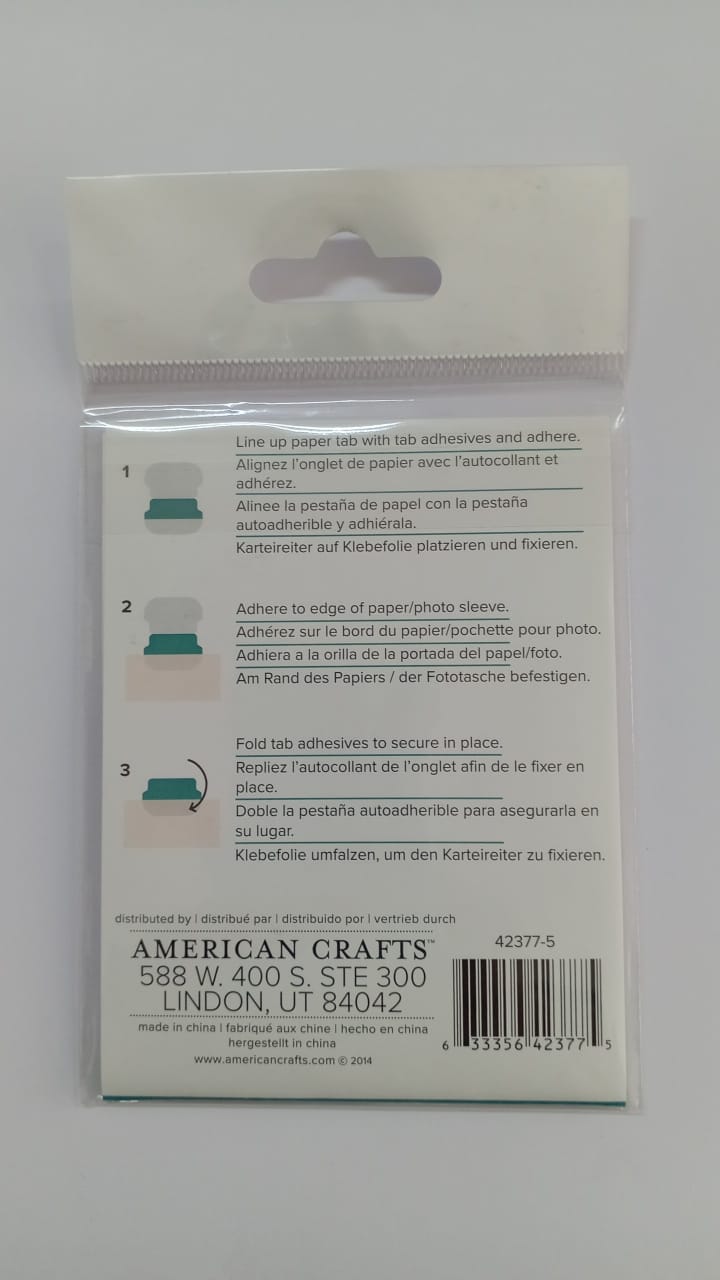 1
Line up paper tab with tab adhesives and adhere.
Alignez l'onglet de papier avec l'autocollant et
adhérez.
Alinee la pestaña de papel con la pestaña
autoadherible y adhiérala.
Karteireiter auf Klebefolie platzieren und fixieren.
2
Adhere to edge of paper/photo sleeve.
Adhérez sur le bord du papier/pochette pour photo.
Adhiera a la orilla de la portada del papel/foto.
Am Rand des Papiers / der Fototasche befestigen.
3
Fold tab adhesives to secure in place.
Repliez l'autocollant de l'onglet afin de le fixer en
place.
Doble la pestaña autoadherible para asegurarla en
su lugar.
Klebefolie umfalzen, um den Karteireiter zu fixieren.
distributed by | distribué par | distribuido por | vertrieb durch
AMERICAN CRAFTS™
588 W. 400 S. STE 300
LINDON, UT 84042
made in china | fabriqué aux chine | hecho en china
hergestellt in china
www.americancrafts.com © 2014
42377-5
6 33356 42377 5